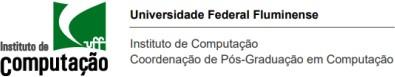 Instituto de
computação
uff
Universidade Federal Fluminense
Instituto de Computação
Coordenação de Pós-Graduação em Computação